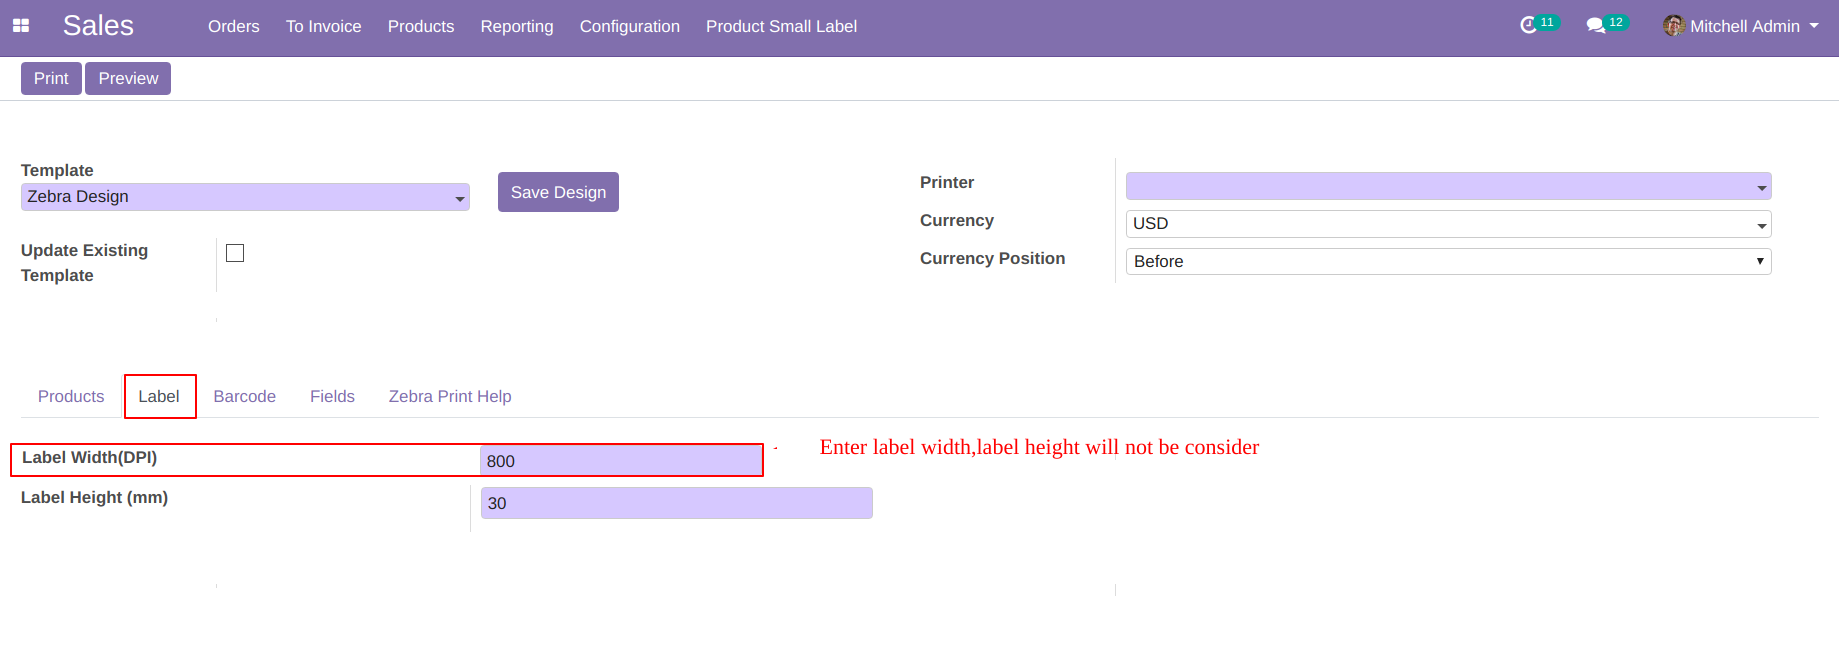 Sales Orders To Invoice Products Reporting Configuration Product Small Label 11 12 Mitchell Admin
Print Preview
Template
Zebra Design
Save Design
Update Existing
Template
Printer
Currency USD
Currency Position Before
Products Label Barcode Fields Zebra Print Help
Label Width(DPI) 800 Enter label width,label height will not be consider
Label Height (mm) 30